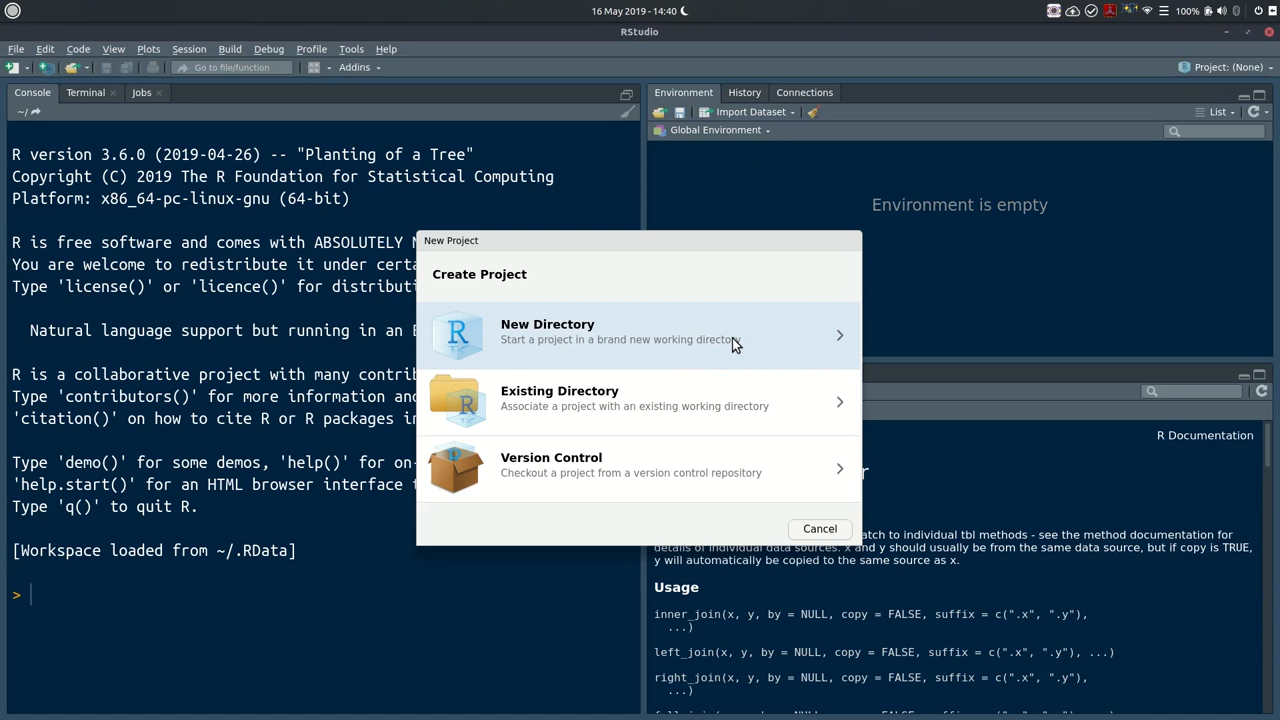 16 May 2019 - 14:40
100%
RStudio
File Edit Code View Plots Session Build Debug Profile Tools Help
Go to file/function
Addins
Project: (None)
Console Terminal Jobs
~/
R version 3.6.0 (2019-04-26) -- "Planting of a Tree"
Copyright (C) 2019 The R Foundation for Statistical Computing
Platform: x86_64-pc-linux-gnu (64-bit)
R is free software and comes with ABSOLUTELY
You are welcome to redistribute it under
Type 'license()' or 'licence()' for
Natural language support but running in an
R is a collaborative project with many
Type 'contributors()' for more information
'citation()' on how to cite R or R packages
Type 'demo()' for some demos, 'help()' for
'help.start()' for an HTML browser interface
Type 'q()' to quit R.
[Workspace loaded from ~/.RData]
>
Environment History Connections
Import Dataset
List
Global Environment
Environment is empty
New Project
Create Project
New Directory
Start a project in a brand new working directory
Existing Directory
Associate a project with an existing working directory
Version Control
Checkout a project from a version control repository
Cancel
R Documentation
to individual tbl methods - see the method documentation for
details of individual data sources. x and y should usually be from the same data source, but if copy is TRUE,
y will automatically be copied to the same source as x.
Usage
inner_join(x, y, by = NULL, copy = FALSE, suffix = c(".x", ".y"),
...)
left_join(x, y, by = NULL, copy = FALSE, suffix = c(".x", ".y"), ...)
right_join(x, y, by = NULL, copy = FALSE, suffix = c(".x", ".y"),
...)